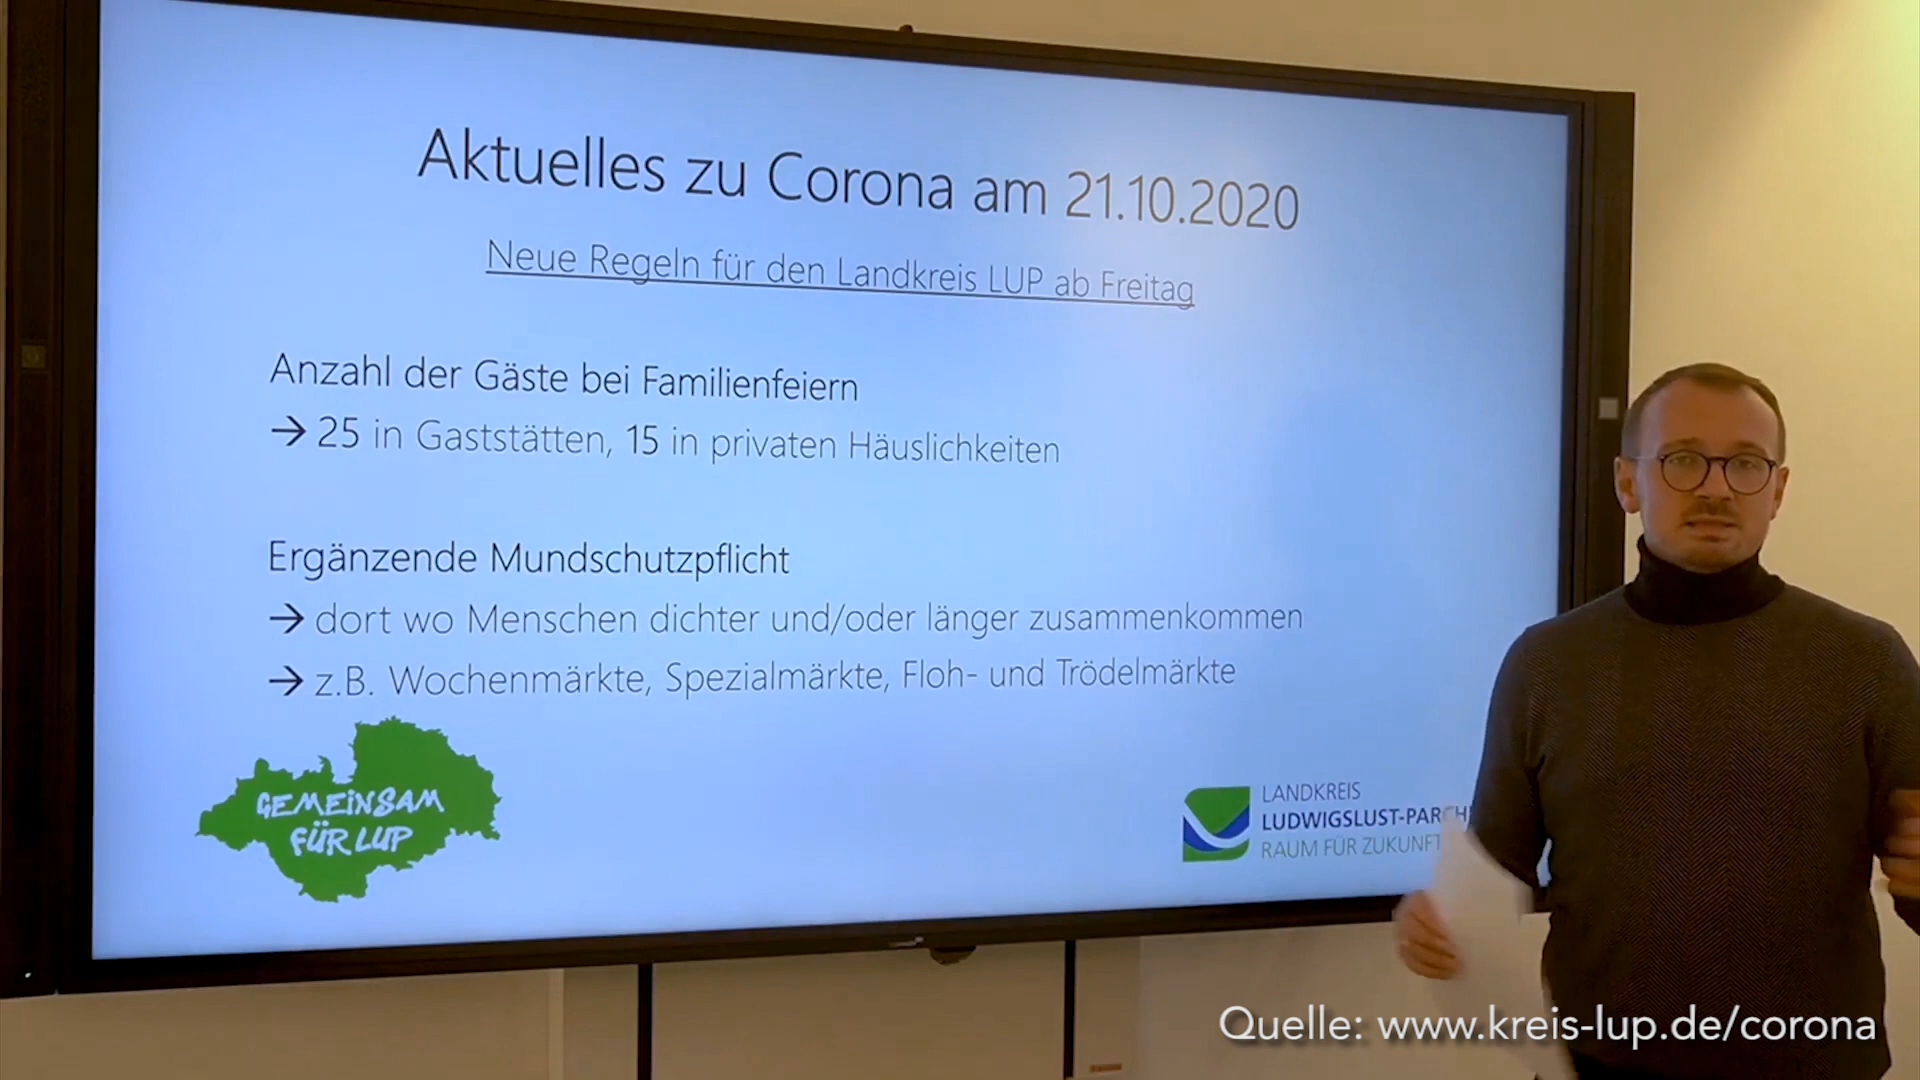 Aktuelles zu Corona am 21.10.2020
Neue Regeln für den Landkreis LUP ab Freitag
Anzahl der Gäste bei Familienfeiern
→ 25 in Gaststätten, 15 in privaten Häuslichkeiten
Ergänzende Mundschutzpflicht
→ dort wo Menschen dichter und/oder länger zusammenkommen
→ z.B. Wochenmärkte, Spezialmärkte, Floh- und Trödelmärkte
GEMEINSAM
FÜR LUP
LANDKREIS
LUDWIGSLUST-PARCHI
RAUM FÜR ZUKUNFT
Quelle: www.kreis-lup.de/corona